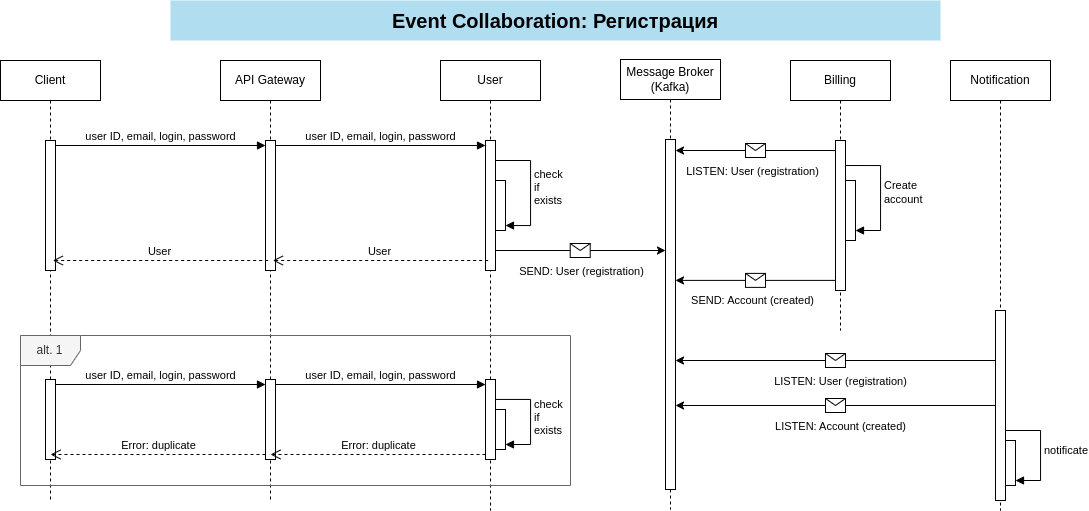 Event Collaboration: Регистрация
Client
API Gateway
User
Message Broker
(Kafka)
Billing
Notification
user ID, email, login, password
user ID, email, login, password
check
if
exists
LISTEN: User (registration)
Create
account
User
User
SEND: User (registration)
SEND: Account (created)
alt. 1
user ID, email, login, password
user ID, email, login, password
check
if
exists
Error: duplicate
Error: duplicate
LISTEN: User (registration)
LISTEN: Account (created)
notificate